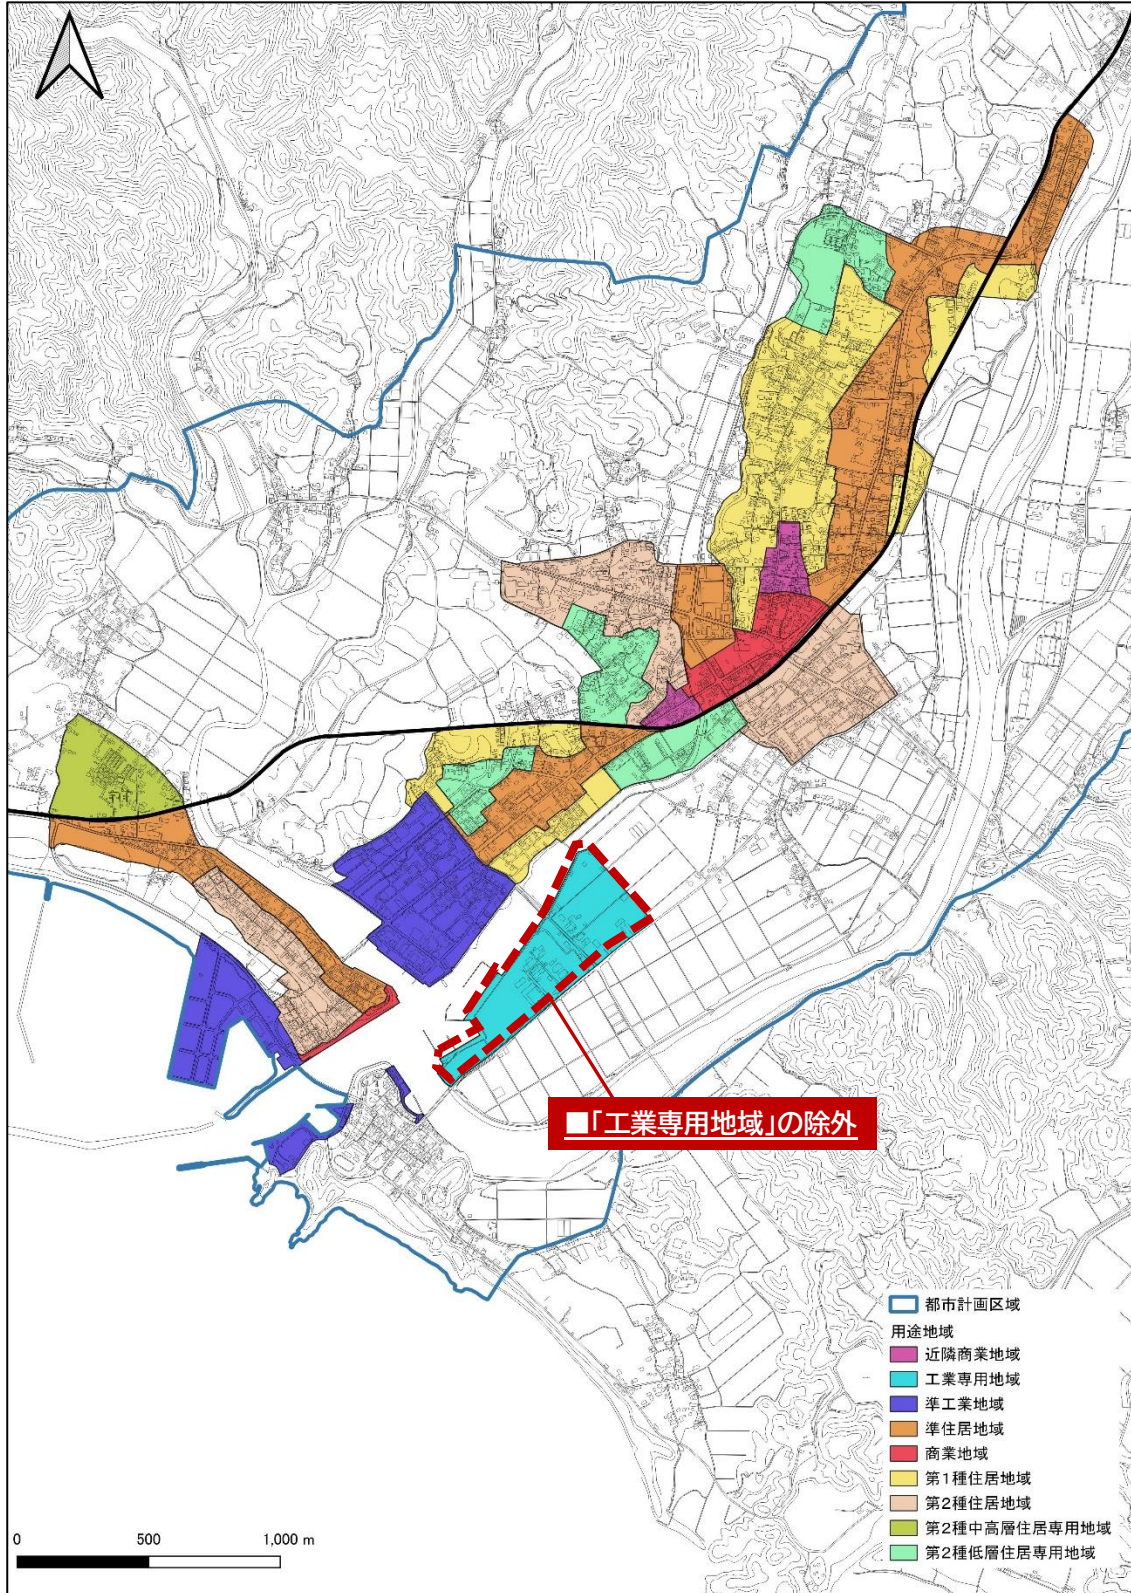 ■「工業専用地域」の除外
都市計画区域
用途地域
近隣商業地域
工業専用地域
準工業地域
準住居地域
商業地域
第1種住居地域
第2種住居地域
第2種中高層住居専用地域
第2種低層住居専用地域
0 500 1,000 m